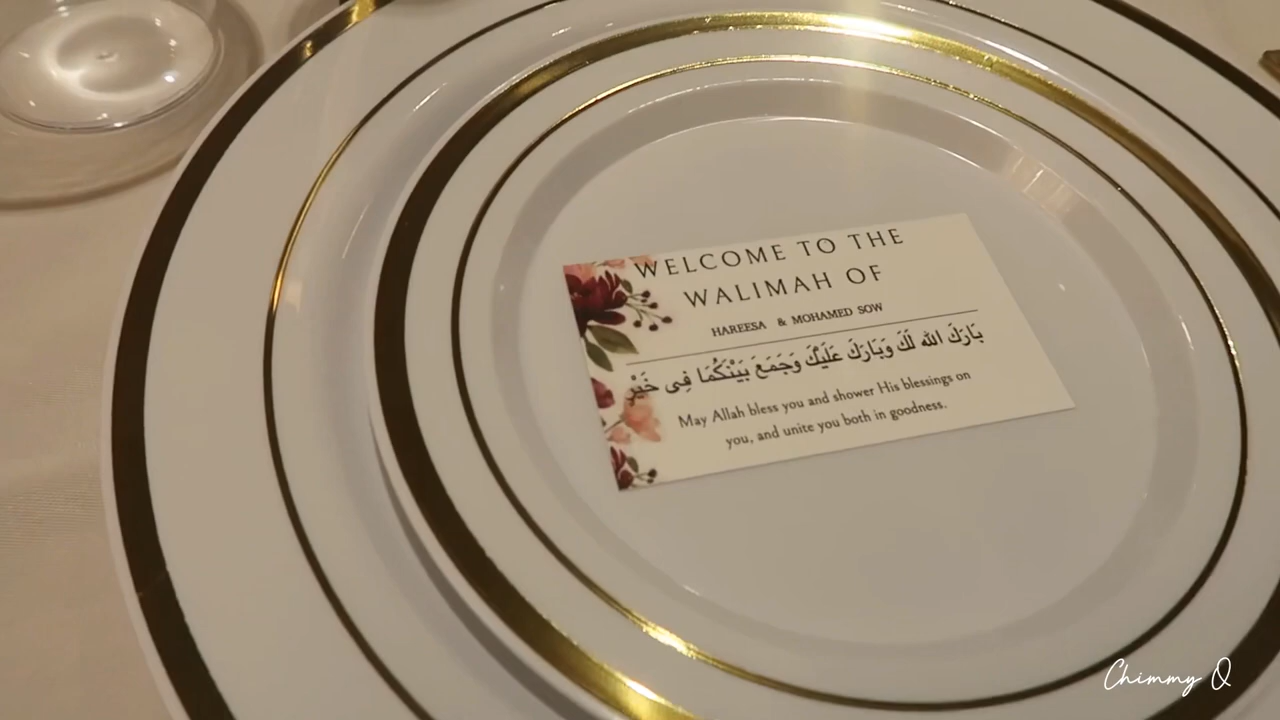 WELCOME TO THE
WALIMAH OF
HAREESA & MOHAMED SOW
بَارَكَ اللهُ لَكَ وَبَارَكَ عَلَيْكَ وَجَمَعَ بَيْنَكُمَا فِى خَيْرٍ
May Allah bless you and shower His blessings on
you, and unite you both in goodness.
Chimmy Q